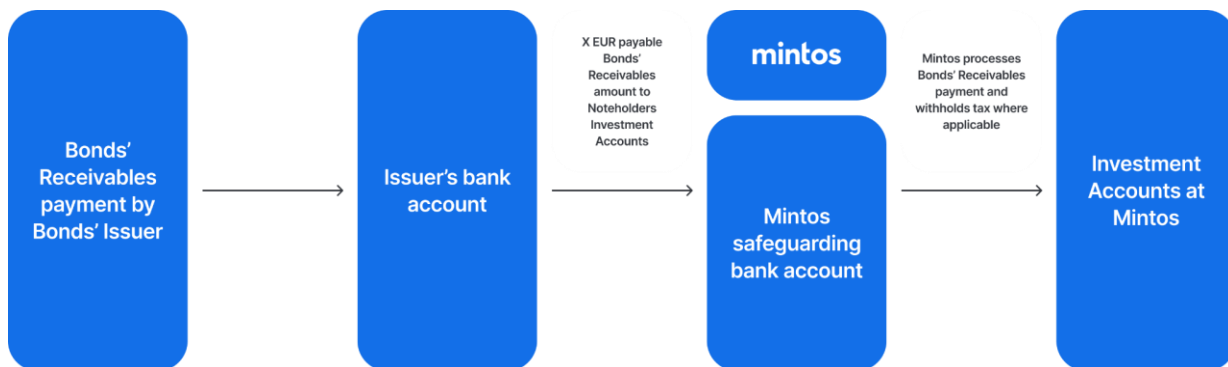 Bonds'
Receivables
payment by
Bonds' Issuer
Issuer's bank
account
X EUR payable
Bonds'
Receivables
amount to
Noteholders
Investment
Accounts
mintos
Mintos
safeguarding
bank account
Mintos processes
Bonds' Receivables
payment and
withholds tax where
applicable
Investment
Accounts at
Mintos